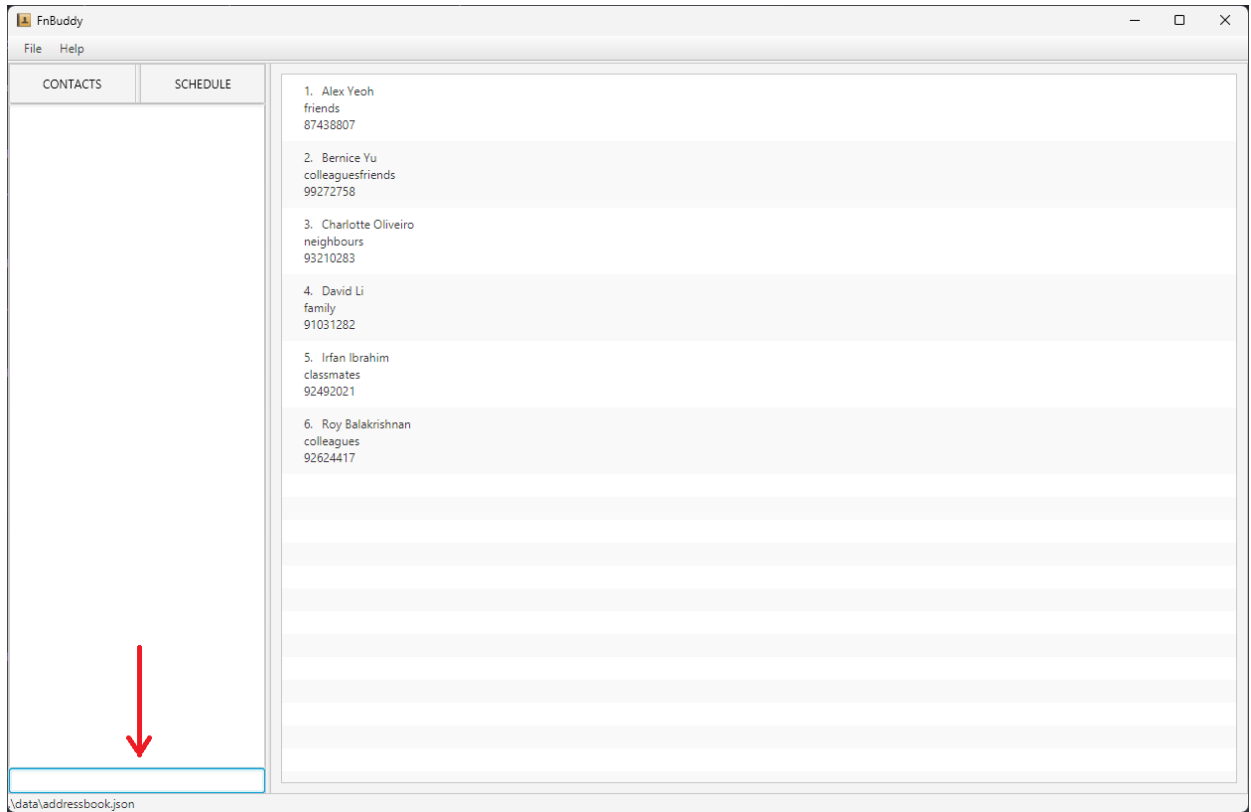 FnBuddy
File Help
CONTACTS SCHEDULE
1. Alex Yeoh
friends
87438807
2. Bernice Yu
colleaguesfriends
99272758
3. Charlotte Oliveiro
neighbours
93210283
4. David Li
family
91031282
5. Irfan Ibrahim
classmates
92492021
6. Roy Balakrishnan
colleagues
92624417
.\data\addressbook.json